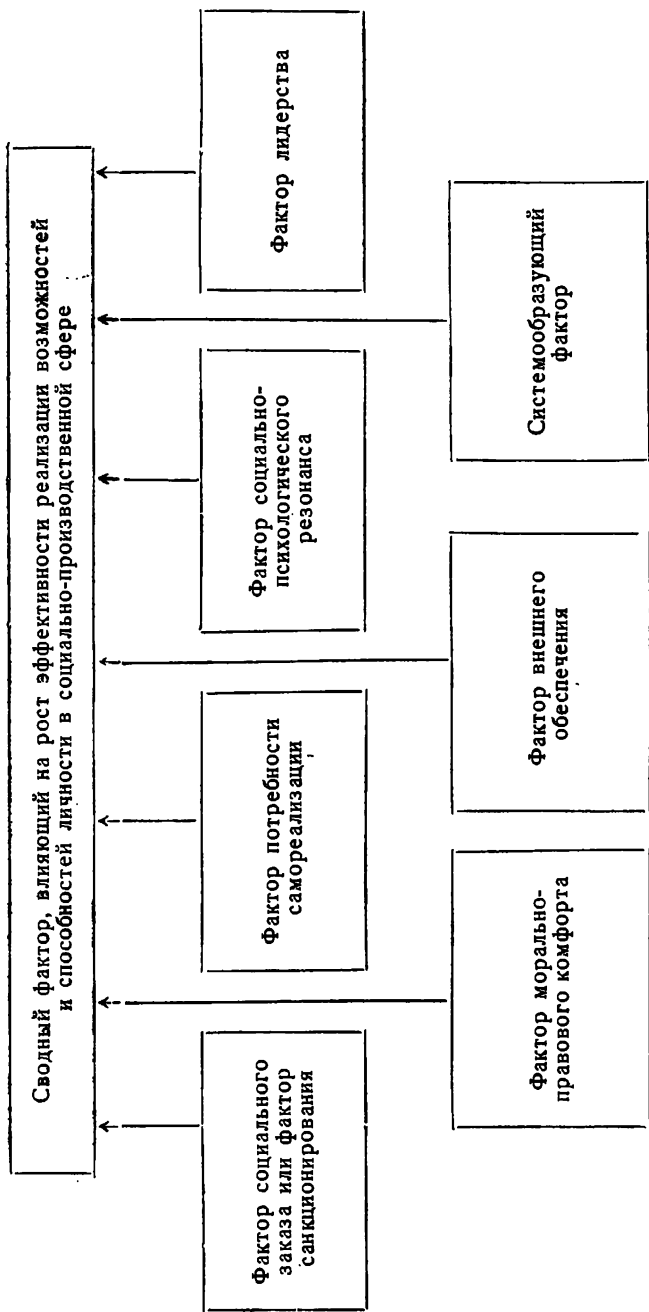 Сводный фактор, влияющий на рост эффективности реализации возможностей
и способностей личности в социально-производственной сфере
Фактор социального
заказа или фактор
санкционирования
Фактор потребности
самореализации
Фактор социально-
психологического
резонанса
Фактор лидерства
Фактор морально-
правового комфорта
Фактор внешнего
обеспечения
Системообразующий
фактор